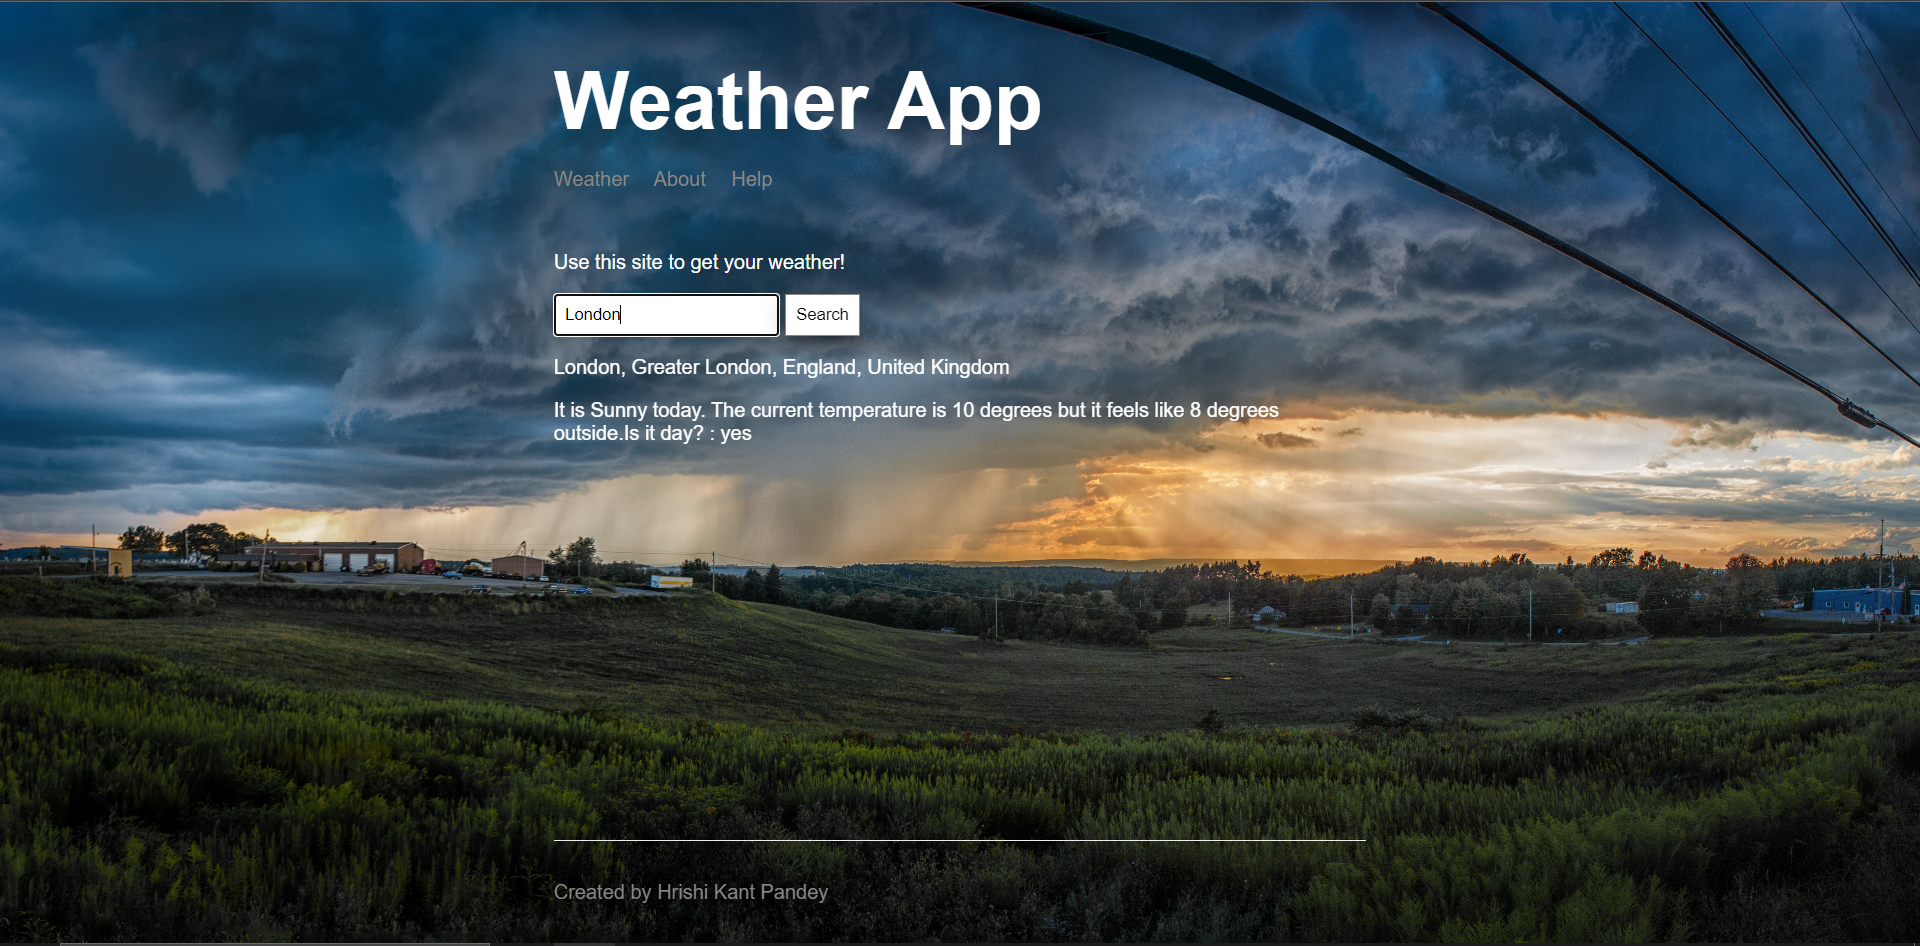 Weather App
Weather About Help
Use this site to get your weather!
London Search
London, Greater London, England, United Kingdom
It is Sunny today. The current temperature is 10 degrees but it feels like 8 degrees
outside.Is it day? : yes
Created by Hrishi Kant Pandey